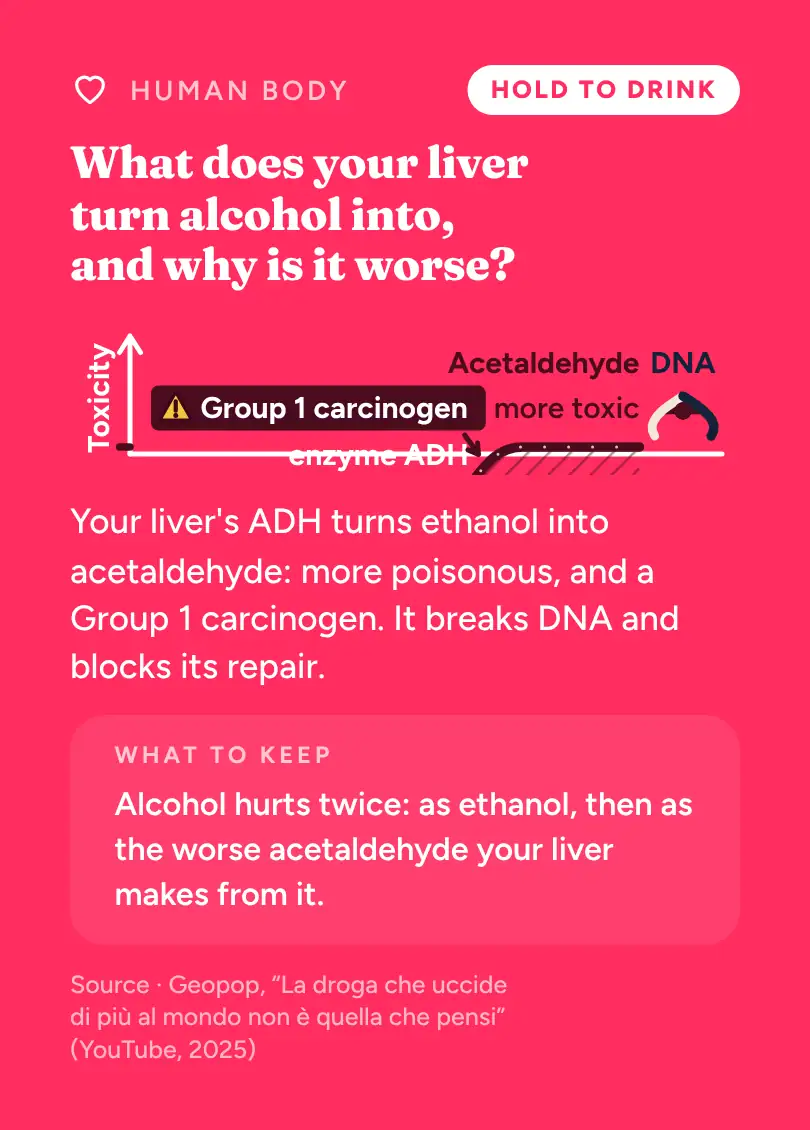 HUMAN BODY
HOLD TO DRINK
What does your liver
turn alcohol into,
and why is it worse?
Toxicity
Acetaldehyde DNA
⚠️ Group 1 carcinogen more toxic
enzyme ADH
Your liver's ADH turns ethanol into
acetaldehyde: more poisonous, and a
Group 1 carcinogen. It breaks DNA and
blocks its repair.
WHAT TO KEEP
Alcohol hurts twice: as ethanol, then as
the worse acetaldehyde your liver
makes from it.
Source · Geopop, “La droga che uccide
di più al mondo non è quella che pensi”
(YouTube, 2025)